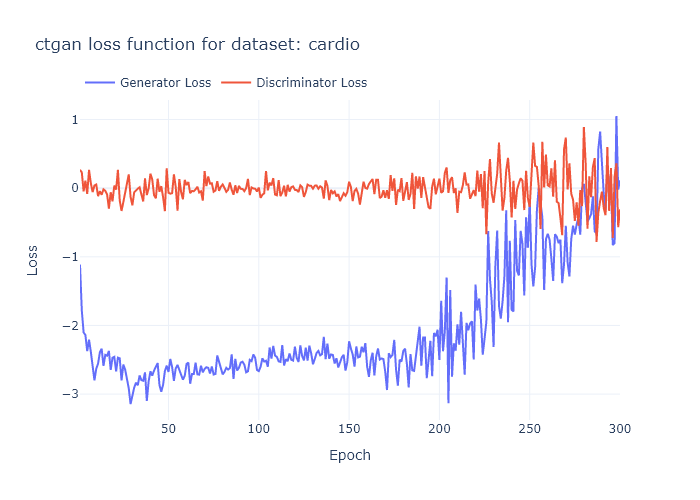 ctgan loss function for dataset: cardio
Generator Loss Discriminator Loss
1
0
−1
−2
−3
Loss
50 100 150 200 250 300
Epoch